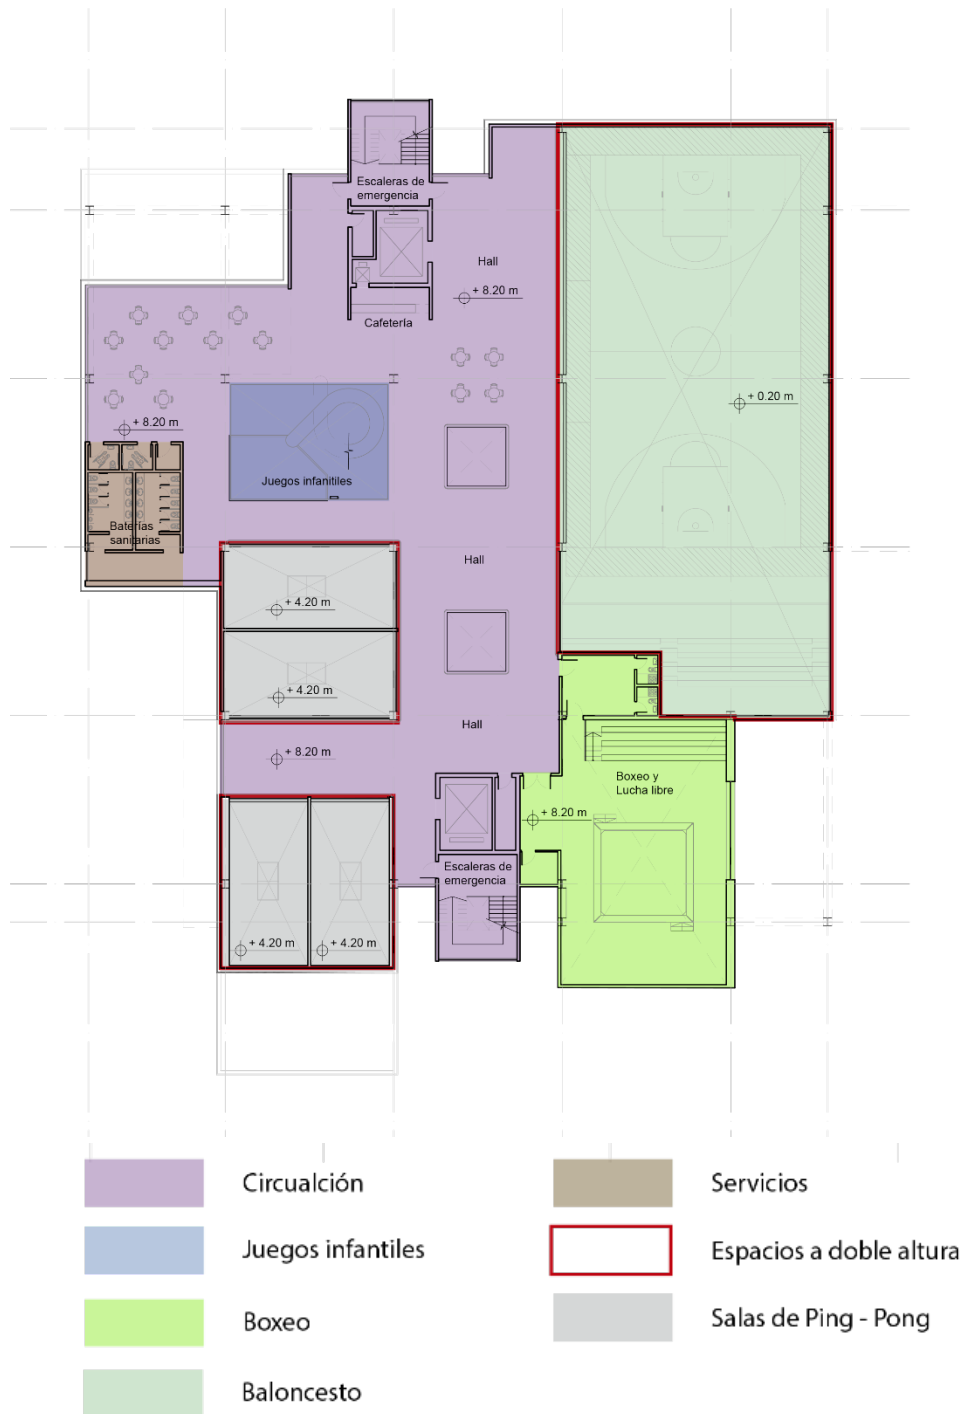 Escaleras de
emergencia
Hall
+ 8.20 m
Cafetería
+ 0.20 m
+ 8.20 m
Juegos infanitiles
Baterías
sanitarias
Hall
+ 4.20 m
+ 4.20 m
Hall
+ 8.20 m
Boxeo y
Lucha libre
+ 8.20 m
Escaleras de
emergencia
+ 4.20 m
+ 4.20 m
Circualción
Servicios
Juegos infantiles
Espacios a doble altura
Boxeo
Salas de Ping - Pong
Baloncesto